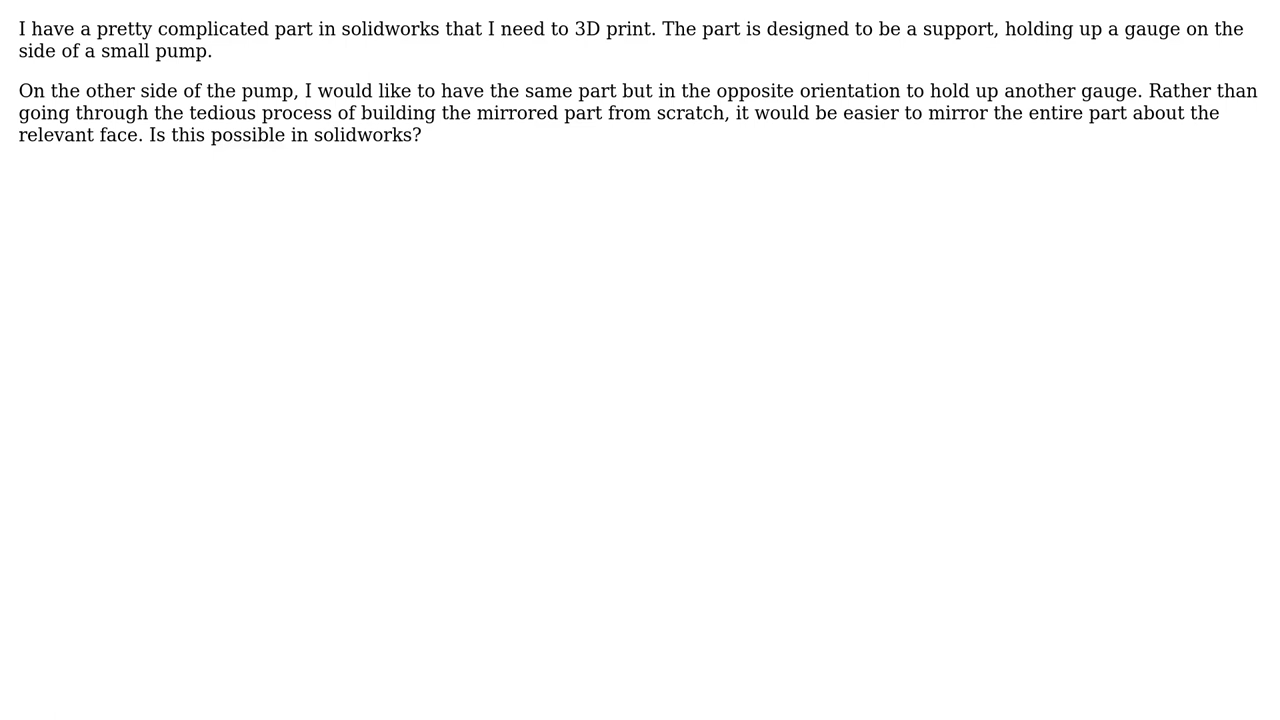 I have a pretty complicated part in solidworks that I need to 3D print. The part is designed to be a support, holding up a gauge on the
side of a small pump.
On the other side of the pump, I would like to have the same part but in the opposite orientation to hold up another gauge. Rather than
going through the tedious process of building the mirrored part from scratch, it would be easier to mirror the entire part about the
relevant face. Is this possible in solidworks?